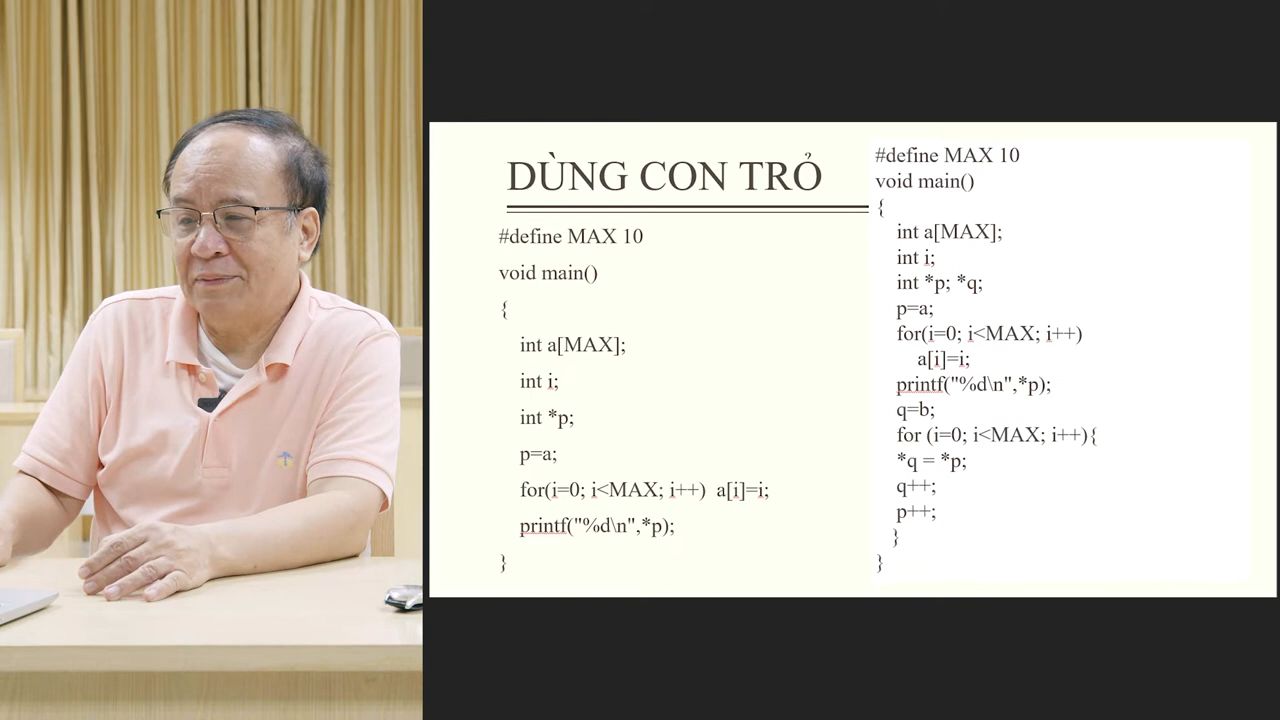 DÙNG CON TRỎ
#define MAX 10
void main()
{
int a[MAX];
int i;
int *p;
p=a;
for(i=0; i<MAX; i++) a[i]=i;
printf("%d\n",*p);
}
#define MAX 10
void main()
{
int a[MAX];
int i;
int *p; *q;
p=a;
for(i=0; i<MAX; i++)
a[i]=i;
printf("%d\n",*p);
q=b;
for (i=0; i<MAX; i++){
*q = *p;
q++;
p++;
}
}